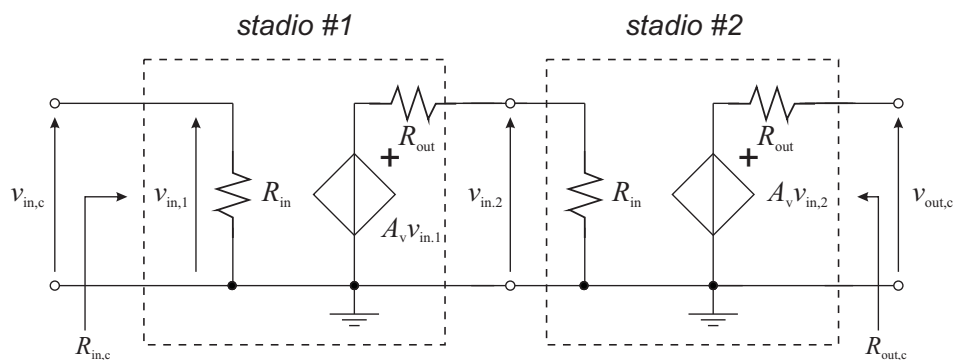 stadio #1
stadio #2
R_out
R_out
+
+
v_in,c
v_in,1
R_in
v_in.2
R_in
A_v v_in,2
v_out,c
A_v v_in.1
R_in,c
R_out,c